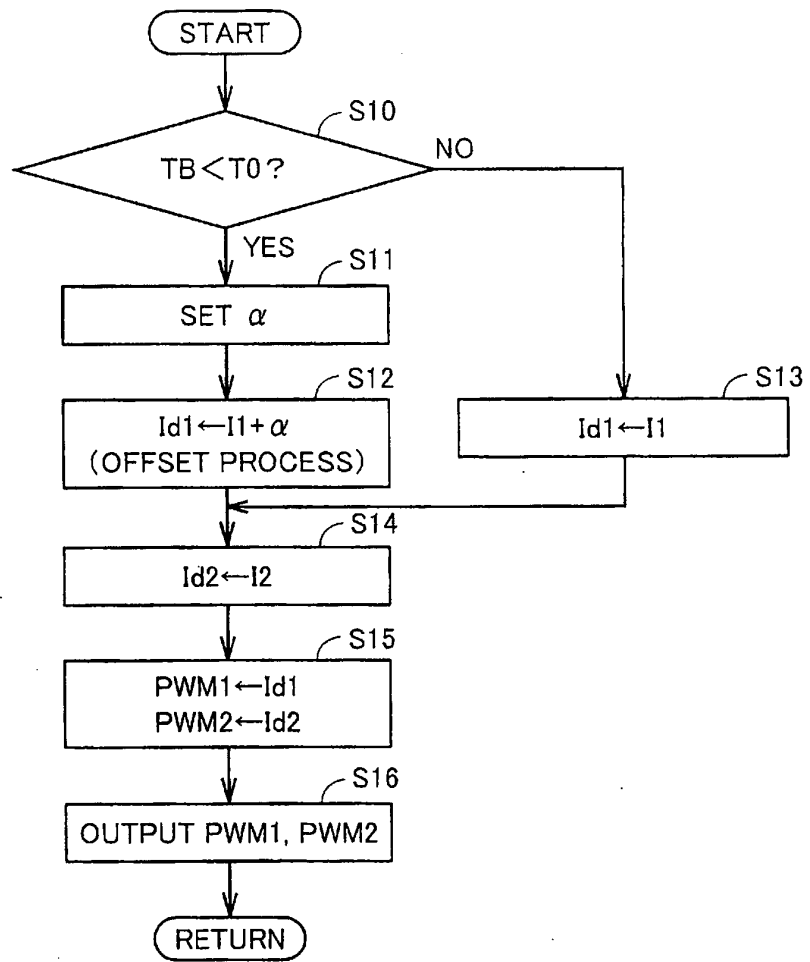 START
S10
TB<T0?
NO
YES
S11
SET α
S12
Id1←I1+α
(OFFSET PROCESS)
S13
Id1←I1
S14
Id2←I2
S15
PWM1←Id1
PWM2←Id2
S16
OUTPUT PWM1, PWM2
RETURN